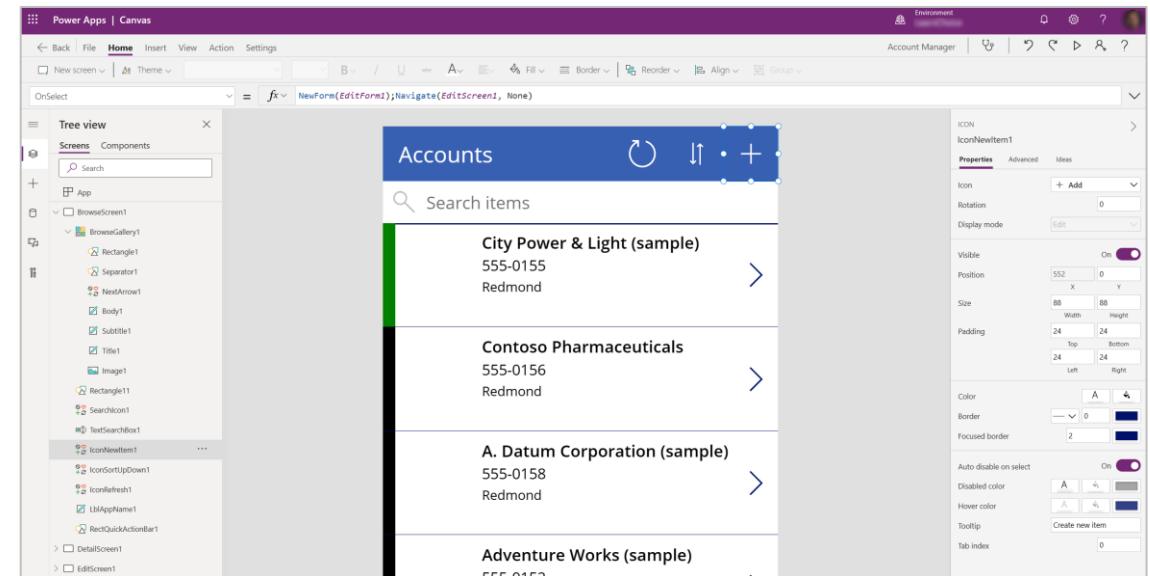 Power Apps | Canvas
Environment
Back File Home Insert View Action Settings
Account Manager
New screen Theme B / U A Fill Border Reorder Align Group
OnSelect = fx NewForm(EditForm1);Navigate(EditScreen1, None)
Tree view
Screens Components
Search
App
BrowseScreen1
BrowseGallery1
Rectangle1
Separator1
NextArrow1
Body1
Subtitle1
Title1
Image1
Rectangle11
SearchIcon1
TextSearchBox1
IconNewItem1
IconSortUpDown1
IconRefresh1
LblAppName1
RectQuickActionBar1
DetailScreen1
EditScreen1
Accounts
Search items
City Power & Light (sample)
555-0155
Redmond
Contoso Pharmaceuticals
555-0156
Redmond
A. Datum Corporation (sample)
555-0158
Redmond
Adventure Works (sample)
ICON
IconNewItem1
Properties Advanced Ideas
Icon + Add
Rotation 0
Display mode Edit
Visible On
Position 552 0
X Y
Size 88 88
Width Height
Padding 24 24
Top Bottom
24 24
Left Right
Color A
Border 0
Focused border 2
Auto disable on select On
Disabled color A
Hover color A
Tooltip Create new item
Tab index 0